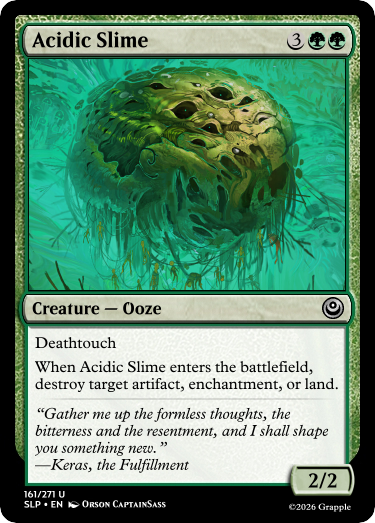 Acidic Slime 3
Creature — Ooze
Deathtouch
When Acidic Slime enters the battlefield,
destroy target artifact, enchantment, or land.
“Gather me up the formless thoughts, the
bitterness and the resentment, and I shall shape
you something new.”
—Keras, the Fulfillment
2/2
161/271 U
SLP • EN Orson CaptainSass
©2026 Grapple